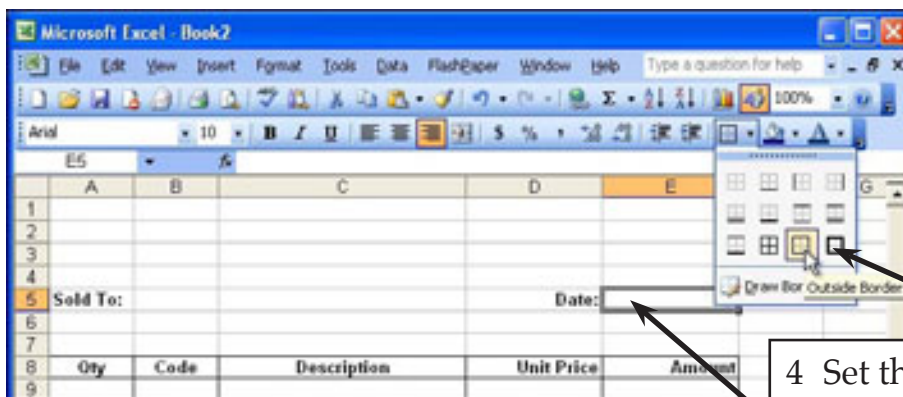 Microsoft Excel - Book2
File Edit View Insert Format Tools Data FlashPaper Window Help Type a question for help
100%
Arial 10 B I U $ % ,
E5 fx
A B C D E G
1
2
3
4
5 Sold To: Date:
Draw Bor Outside Border
6
7
8 Qty Code Description Unit Price Amount
9
4 Set th